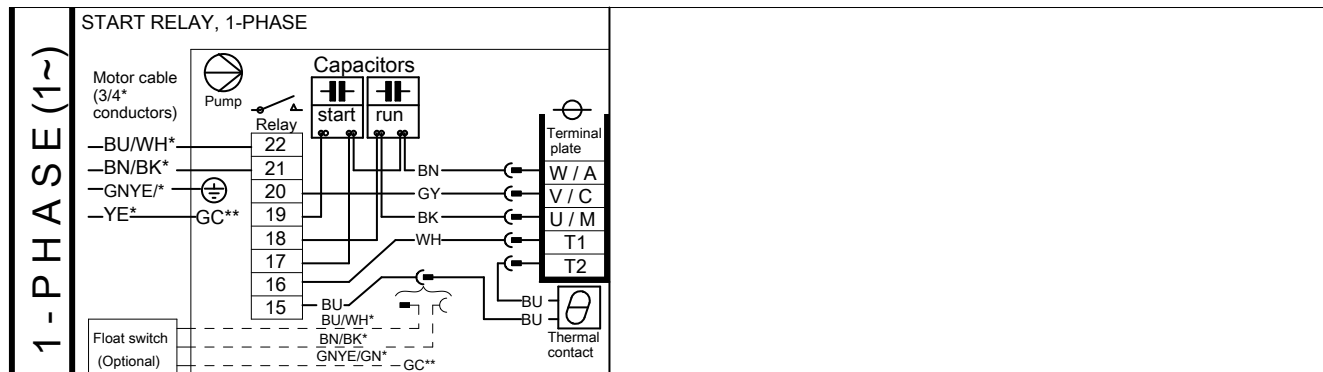 1-PHASE (1~)
START RELAY, 1-PHASE
Motor cable
(3/4*
conductors)
Pump
Relay
Capacitors
start
run
Terminal
plate
BU/WH*
22
BN/BK*
21
BN
W / A
GNYE/*
20
GY
V / C
YE*
GC**
19
BK
U / M
18
WH
T1
17
T2
16
15
BU
BU
BU
Thermal
contact
Float switch
(Optional)
BU/WH*
BN/BK*
GNYE/GN*
GC**